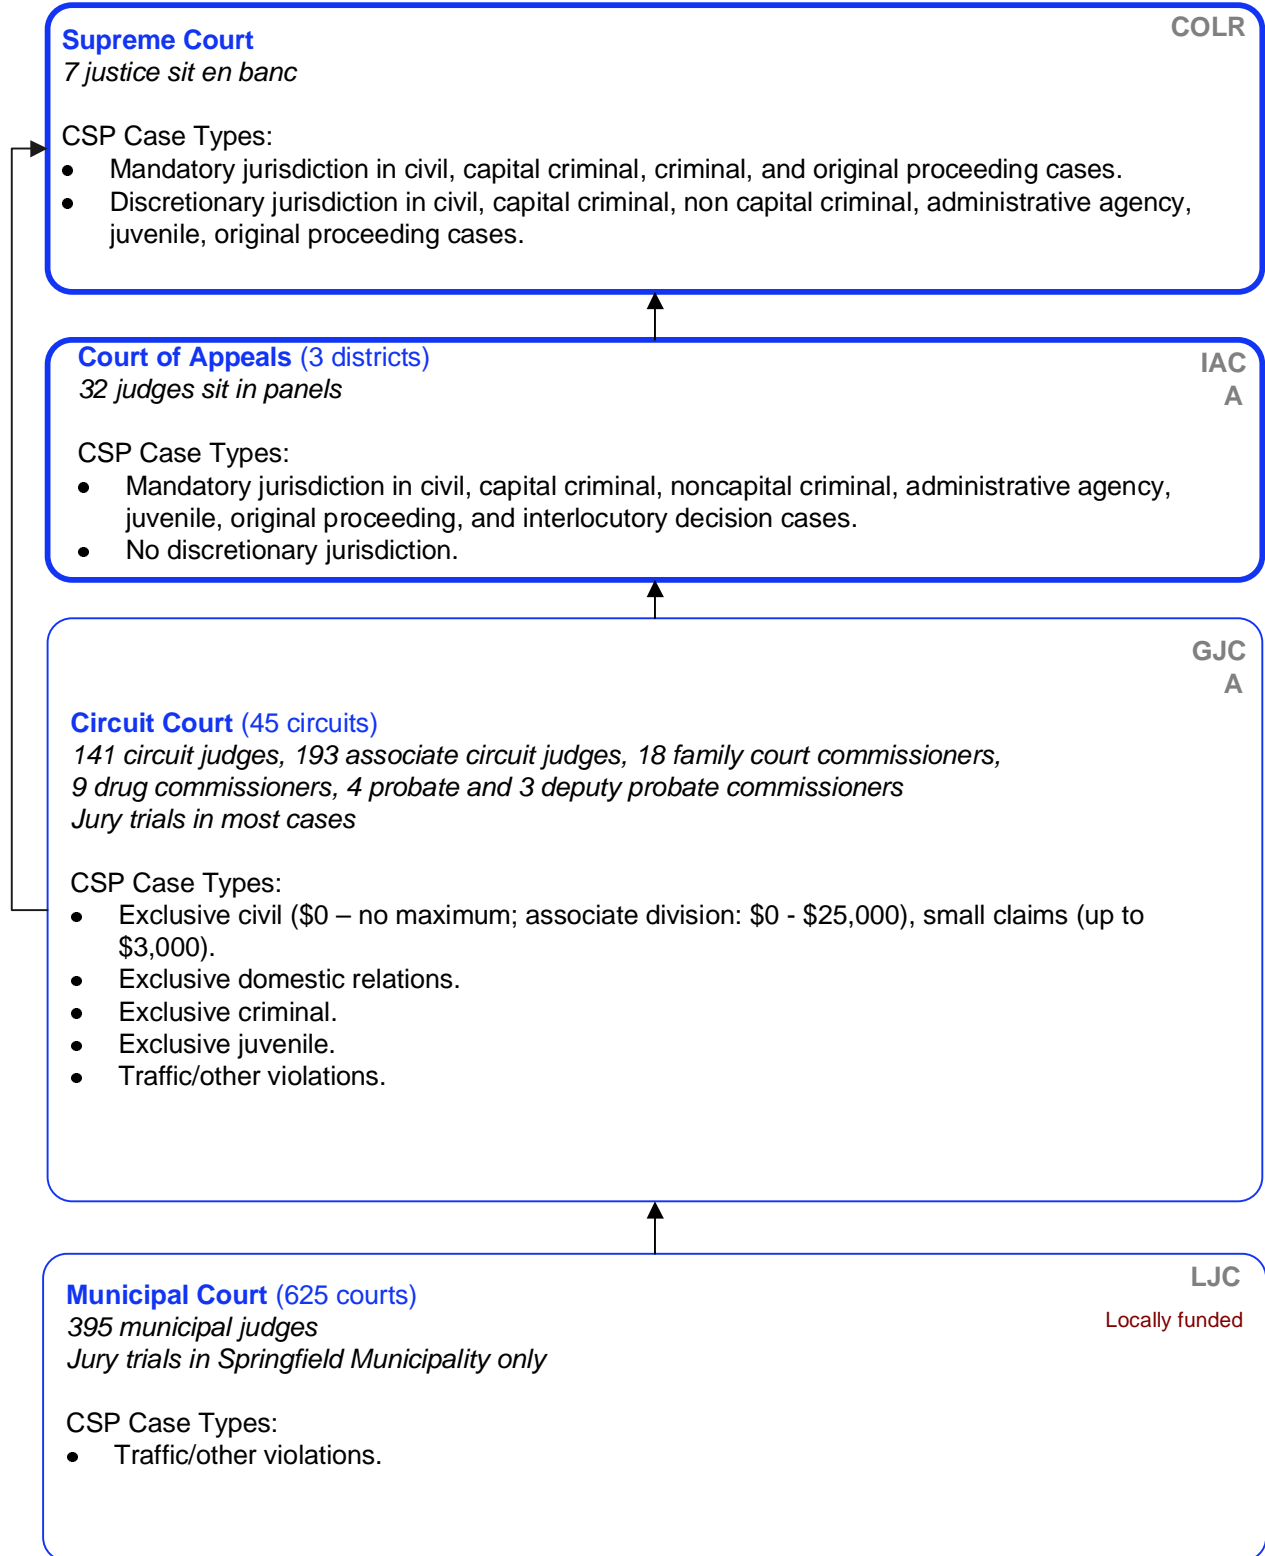 COLR
Supreme Court
7 justice sit en banc
CSP Case Types:
• Mandatory jurisdiction in civil, capital criminal, criminal, and original proceeding cases.
• Discretionary jurisdiction in civil, capital criminal, non capital criminal, administrative agency,
juvenile, original proceeding cases.
Court of Appeals (3 districts)
IAC
32 judges sit in panels
A
CSP Case Types:
• Mandatory jurisdiction in civil, capital criminal, noncapital criminal, administrative agency,
juvenile, original proceeding, and interlocutory decision cases.
• No discretionary jurisdiction.
GJC
A
Circuit Court (45 circuits)
141 circuit judges, 193 associate circuit judges, 18 family court commissioners,
9 drug commissioners, 4 probate and 3 deputy probate commissioners
Jury trials in most cases
CSP Case Types:
• Exclusive civil ($0 – no maximum; associate division: $0 - $25,000), small claims (up to
$3,000).
• Exclusive domestic relations.
• Exclusive criminal.
• Exclusive juvenile.
• Traffic/other violations.
LJC
Municipal Court (625 courts)
Locally funded
395 municipal judges
Jury trials in Springfield Municipality only
CSP Case Types:
• Traffic/other violations.